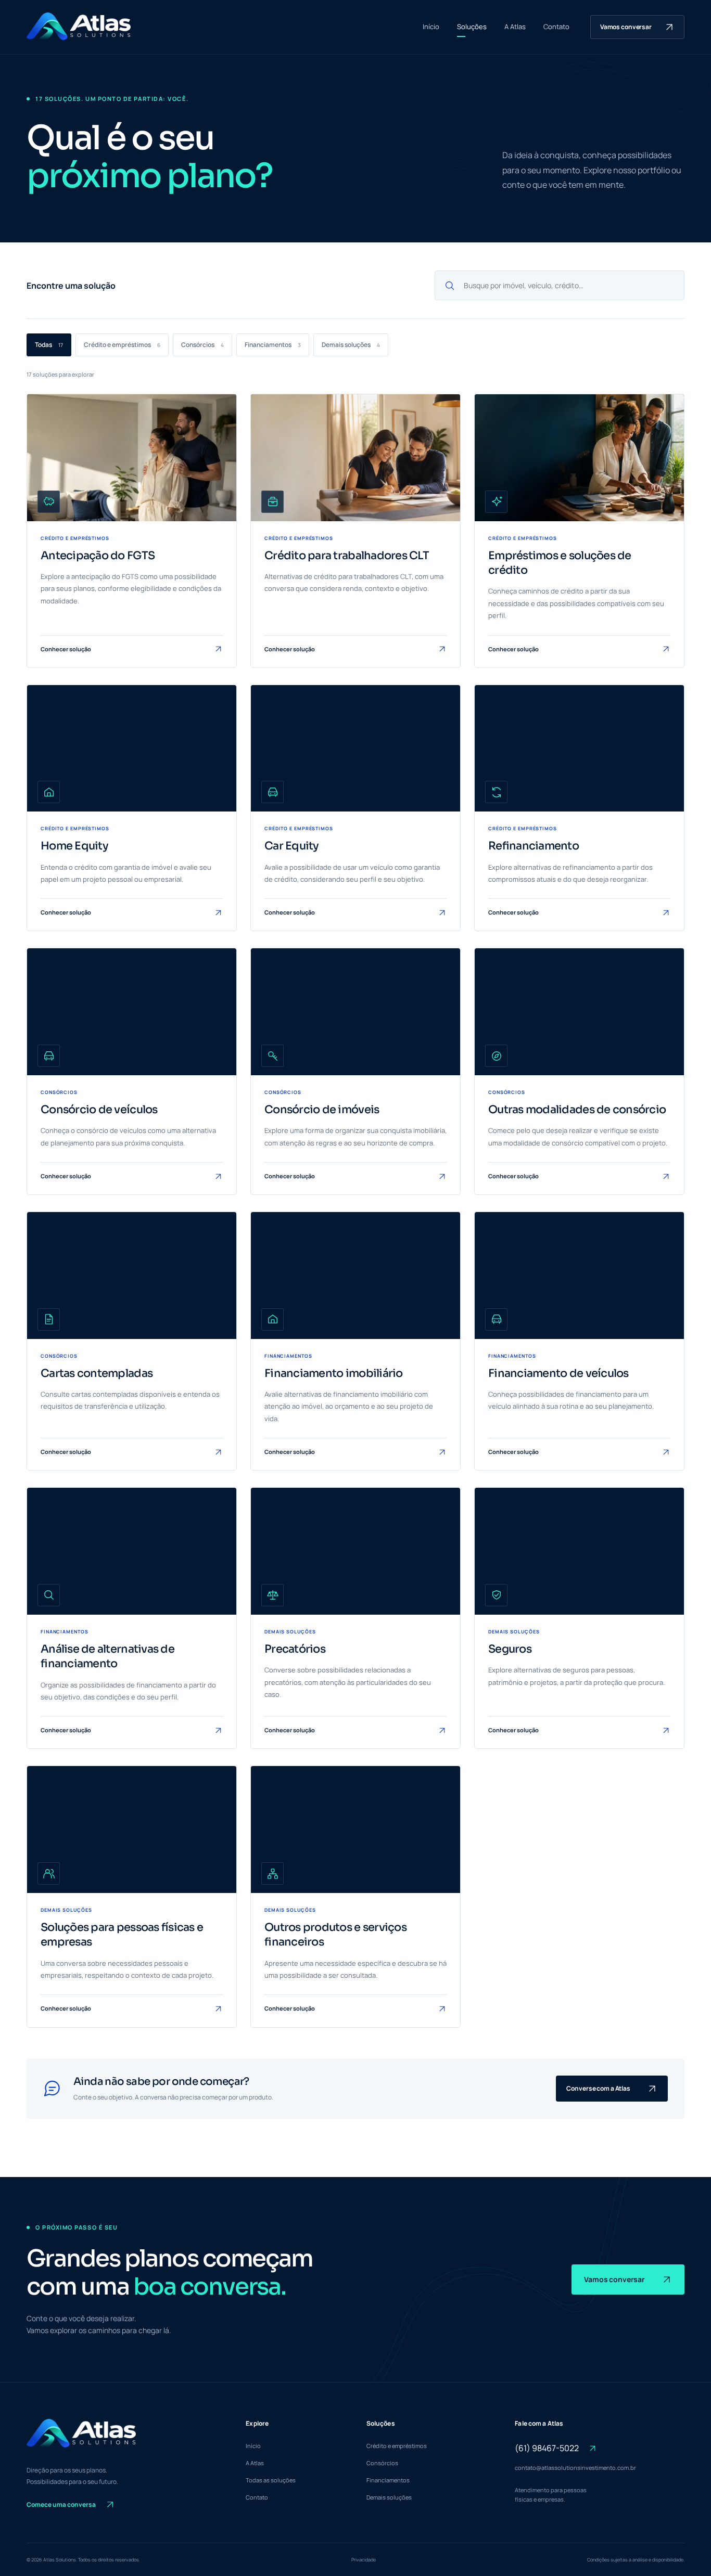 Atlas
SOLUTIONS
Início
Soluções
A Atlas
Contato
Vamos conversar
17 SOLUÇÕES. UM PONTO DE PARTIDA: VOCÊ.
Qual é o seu
próximo plano?
Da ideia à conquista, conheça possibilidades
para o seu momento. Explore nosso portfólio ou
conte o que você tem em mente.
Encontre uma solução
Busque por imóvel, veículo, crédito...
Todas 17
Crédito e empréstimos 6
Consórcios 4
Financiamentos 3
Demais soluções 4
17 soluções para explorar
CRÉDITO E EMPRÉSTIMOS
Antecipação do FGTS
Explore a antecipação do FGTS como uma possibilidade
para seus planos, conforme elegibilidade e condições da
modalidade.
Conhecer solução
CRÉDITO E EMPRÉSTIMOS
Crédito para trabalhadores CLT
Alternativas de crédito para trabalhadores CLT, com uma
conversa que considera renda, contexto e objetivo.
Conhecer solução
CRÉDITO E EMPRÉSTIMOS
Empréstimos e soluções de
crédito
Conheça caminhos de crédito a partir da sua
necessidade e das possibilidades compatíveis com seu
perfil.
Conhecer solução
CRÉDITO E EMPRÉSTIMOS
Home Equity
Entenda o crédito com garantia de imóvel e avalie seu
papel em um projeto pessoal ou empresarial.
Conhecer solução
CRÉDITO E EMPRÉSTIMOS
Car Equity
Avalie a possibilidade de usar um veículo como garantia
de crédito, considerando seu perfil e seu objetivo.
Conhecer solução
CRÉDITO E EMPRÉSTIMOS
Refinanciamento
Explore alternativas de refinanciamento a partir dos
compromissos atuais e do que deseja reorganizar.
Conhecer solução
CONSÓRCIOS
Consórcio de veículos
Conheça o consórcio de veículos como uma alternativa
de planejamento para sua próxima conquista.
Conhecer solução
CONSÓRCIOS
Consórcio de imóveis
Explore uma forma de organizar sua conquista imobiliária,
com atenção às regras e ao seu horizonte de compra.
Conhecer solução
CONSÓRCIOS
Outras modalidades de consórcio
Comece pelo que deseja realizar e verifique se existe
uma modalidade de consórcio compatível com o projeto.
Conhecer solução
CONSÓRCIOS
Cartas contempladas
Consulte cartas contempladas disponíveis e entenda os
requisitos de transferência e utilização.
Conhecer solução
FINANCIAMENTOS
Financiamento imobiliário
Avalie alternativas de financiamento imobiliário com
atenção ao imóvel, ao orçamento e ao seu projeto de
vida.
Conhecer solução
FINANCIAMENTOS
Financiamento de veículos
Conheça possibilidades de financiamento para um
veículo alinhado à sua rotina e ao seu planejamento.
Conhecer solução
FINANCIAMENTOS
Análise de alternativas de
financiamento
Organize as possibilidades de financiamento a partir do
seu objetivo, das condições e do seu perfil.
Conhecer solução
DEMAIS SOLUÇÕES
Precatórios
Converse sobre possibilidades relacionadas a
precatórios, com atenção às particularidades do seu
caso.
Conhecer solução
DEMAIS SOLUÇÕES
Seguros
Explore alternativas de seguros para pessoas,
patrimônio e projetos, a partir da proteção que procura.
Conhecer solução
DEMAIS SOLUÇÕES
Soluções para pessoas físicas e
empresas
Uma conversa sobre necessidades pessoais e
empresariais, respeitando o contexto de cada projeto.
Conhecer solução
DEMAIS SOLUÇÕES
Outros produtos e serviços
financeiros
Apresente uma necessidade específica e descubra se há
uma possibilidade a ser consultada.
Conhecer solução
Ainda não sabe por onde começar?
Conte o seu objetivo. A conversa não precisa começar por um produto.
Converse com a Atlas
O PRÓXIMO PASSO É SEU
Grandes planos começam
com uma boa conversa.
Conte o que você deseja realizar.
Vamos explorar os caminhos para chegar lá.
Vamos conversar
Atlas
SOLUTIONS
Direção para os seus planos.
Possibilidades para o seu futuro.
Comece uma conversa
Explore
Início
A Atlas
Todas as soluções
Contato
Soluções
Crédito e empréstimos
Consórcios
Financiamentos
Demais soluções
Fale com a Atlas
(61) 98467-5022
contato@atlassolutionsinvestimento.com.br
Atendimento para pessoas
físicas e empresas.
© 2026 Atlas Solutions. Todos os direitos reservados.
Privacidade
Condições sujeitas a análise e disponibilidade.